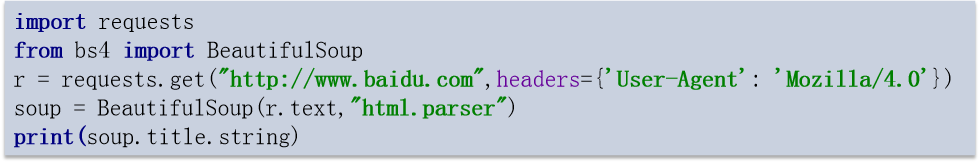 import requests
from bs4 import BeautifulSoup
r = requests.get("http://www.baidu.com",headers={'User-Agent': 'Mozilla/4.0'})
soup = BeautifulSoup(r.text,"html.parser")
print(soup.title.string)